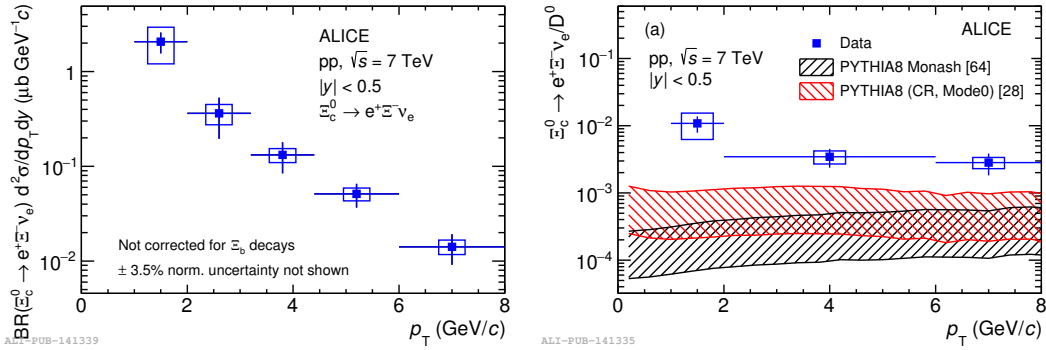 BR(Ξ⁰c → e⁺Ξ⁻νe) d²σ/dpTdy (μb GeV⁻¹c)
1
10⁻¹
10⁻²
ALICE
pp, √s = 7 TeV
|y| < 0.5
Ξ⁰c → e⁺Ξ⁻νe
Not corrected for Ξb decays
± 3.5% norm. uncertainty not shown
0 2 4 6 8
pT (GeV/c)
ALI-PUB-141339
Ξ⁰c → e⁺Ξ⁻νe/D⁰
10⁻¹
10⁻²
10⁻³
10⁻⁴
(a)
ALICE
pp, √s = 7 TeV
|y| < 0.5
Data
PYTHIA8 Monash [64]
PYTHIA8 (CR, Mode0) [28]
0 2 4 6 8
pT (GeV/c)
ALI-PUB-141335